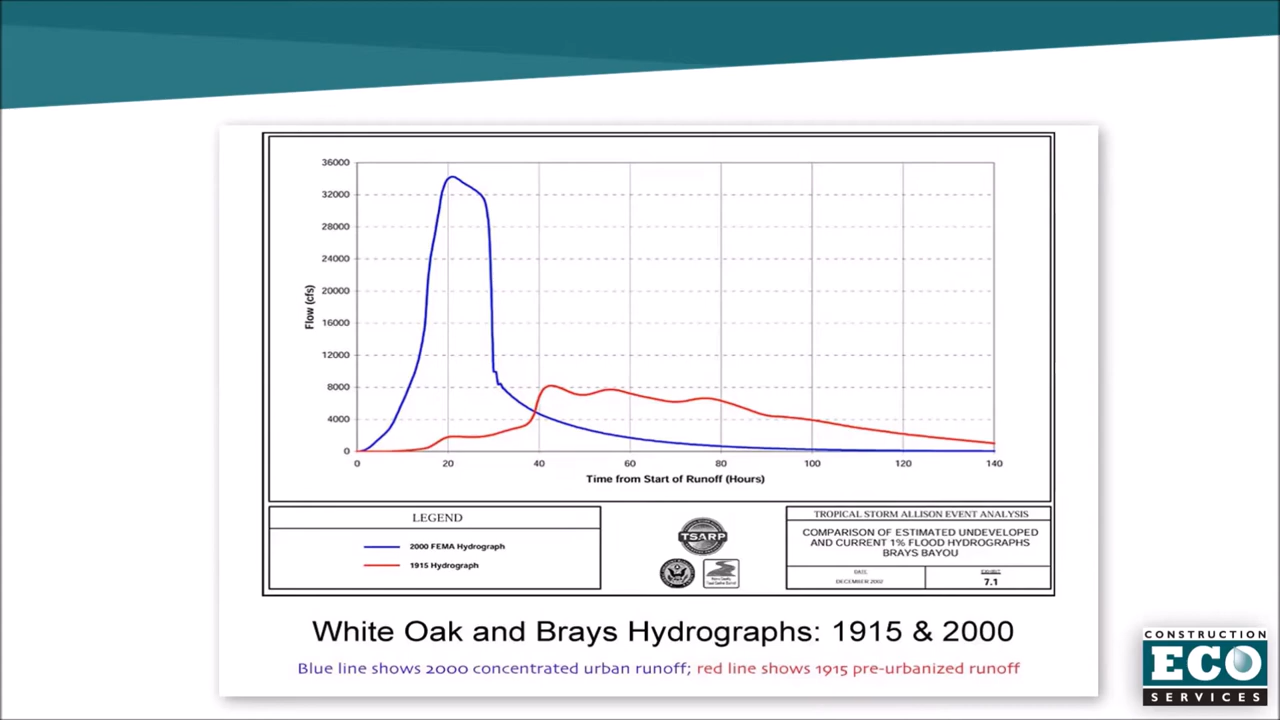 36000
32000
28000
24000
20000
16000
12000
8000
4000
0
Flow (cfs)
0 20 40 60 80 100 120 140
Time from Start of Runoff (Hours)
LEGEND
2000 FEMA Hydrograph
1915 Hydrograph
TSARP
TROPICAL STORM ALLISON EVENT ANALYSIS
COMPARISON OF ESTIMATED UNDEVELOPED
AND CURRENT 1% FLOOD HYDROGRAPHS
BRAYS BAYOU
DATE
DECEMBER 2002
EXHIBIT
7.1
White Oak and Brays Hydrographs: 1915 & 2000
Blue line shows 2000 concentrated urban runoff; red line shows 1915 pre-urbanized runoff
CONSTRUCTION
ECO
SERVICES